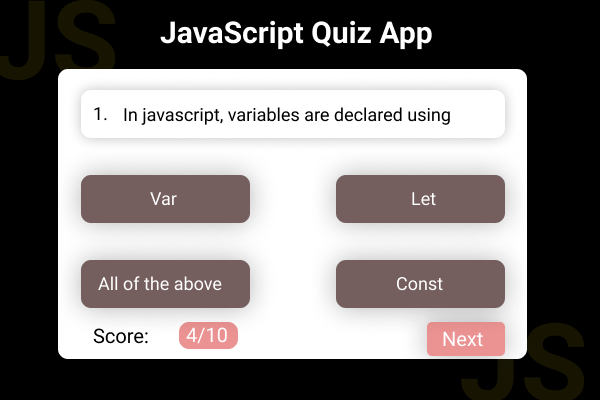 JS
JavaScript Quiz App
1. In javascript, variables are declared using
Var
Let
All of the above
Const
Score: 4/10
Next
JS